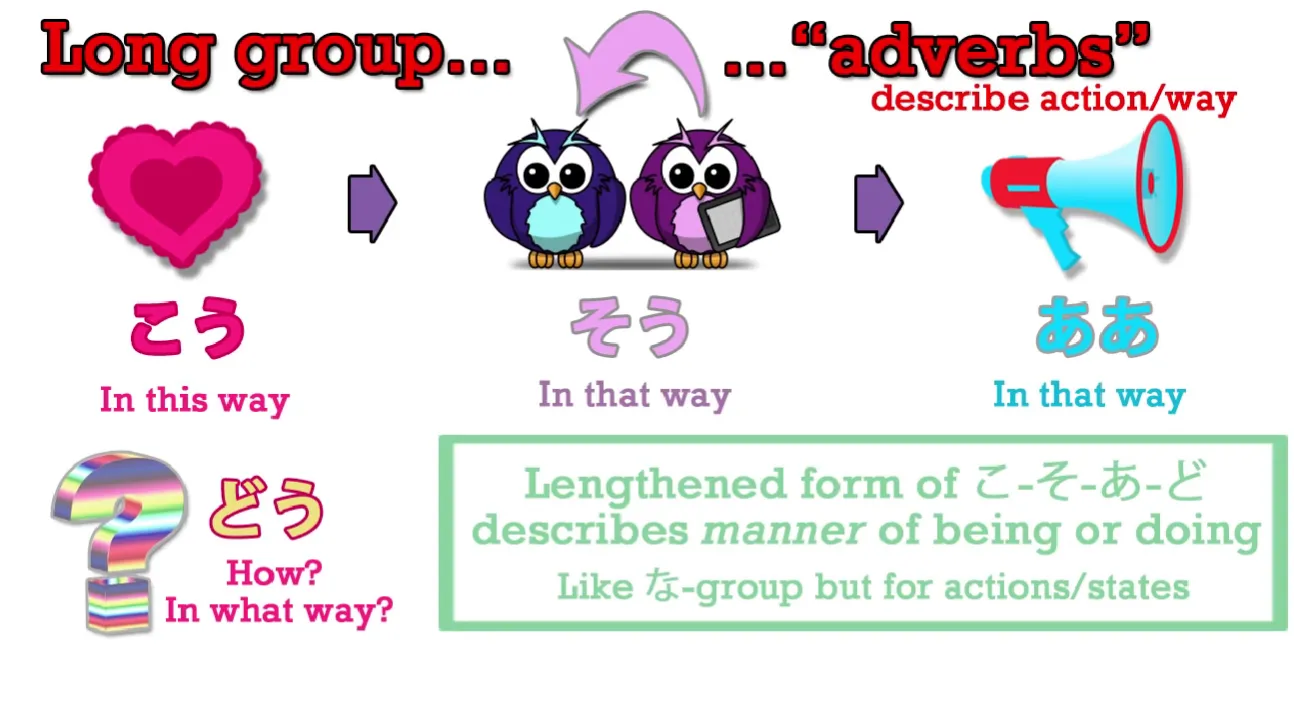 Long group... ..."adverbs"
describe action/way
こう そう ああ
In this way In that way In that way
どう
How?
In what way?
Lengthened form of こ-そ-あ-ど
describes manner of being or doing
Like な-group but for actions/states